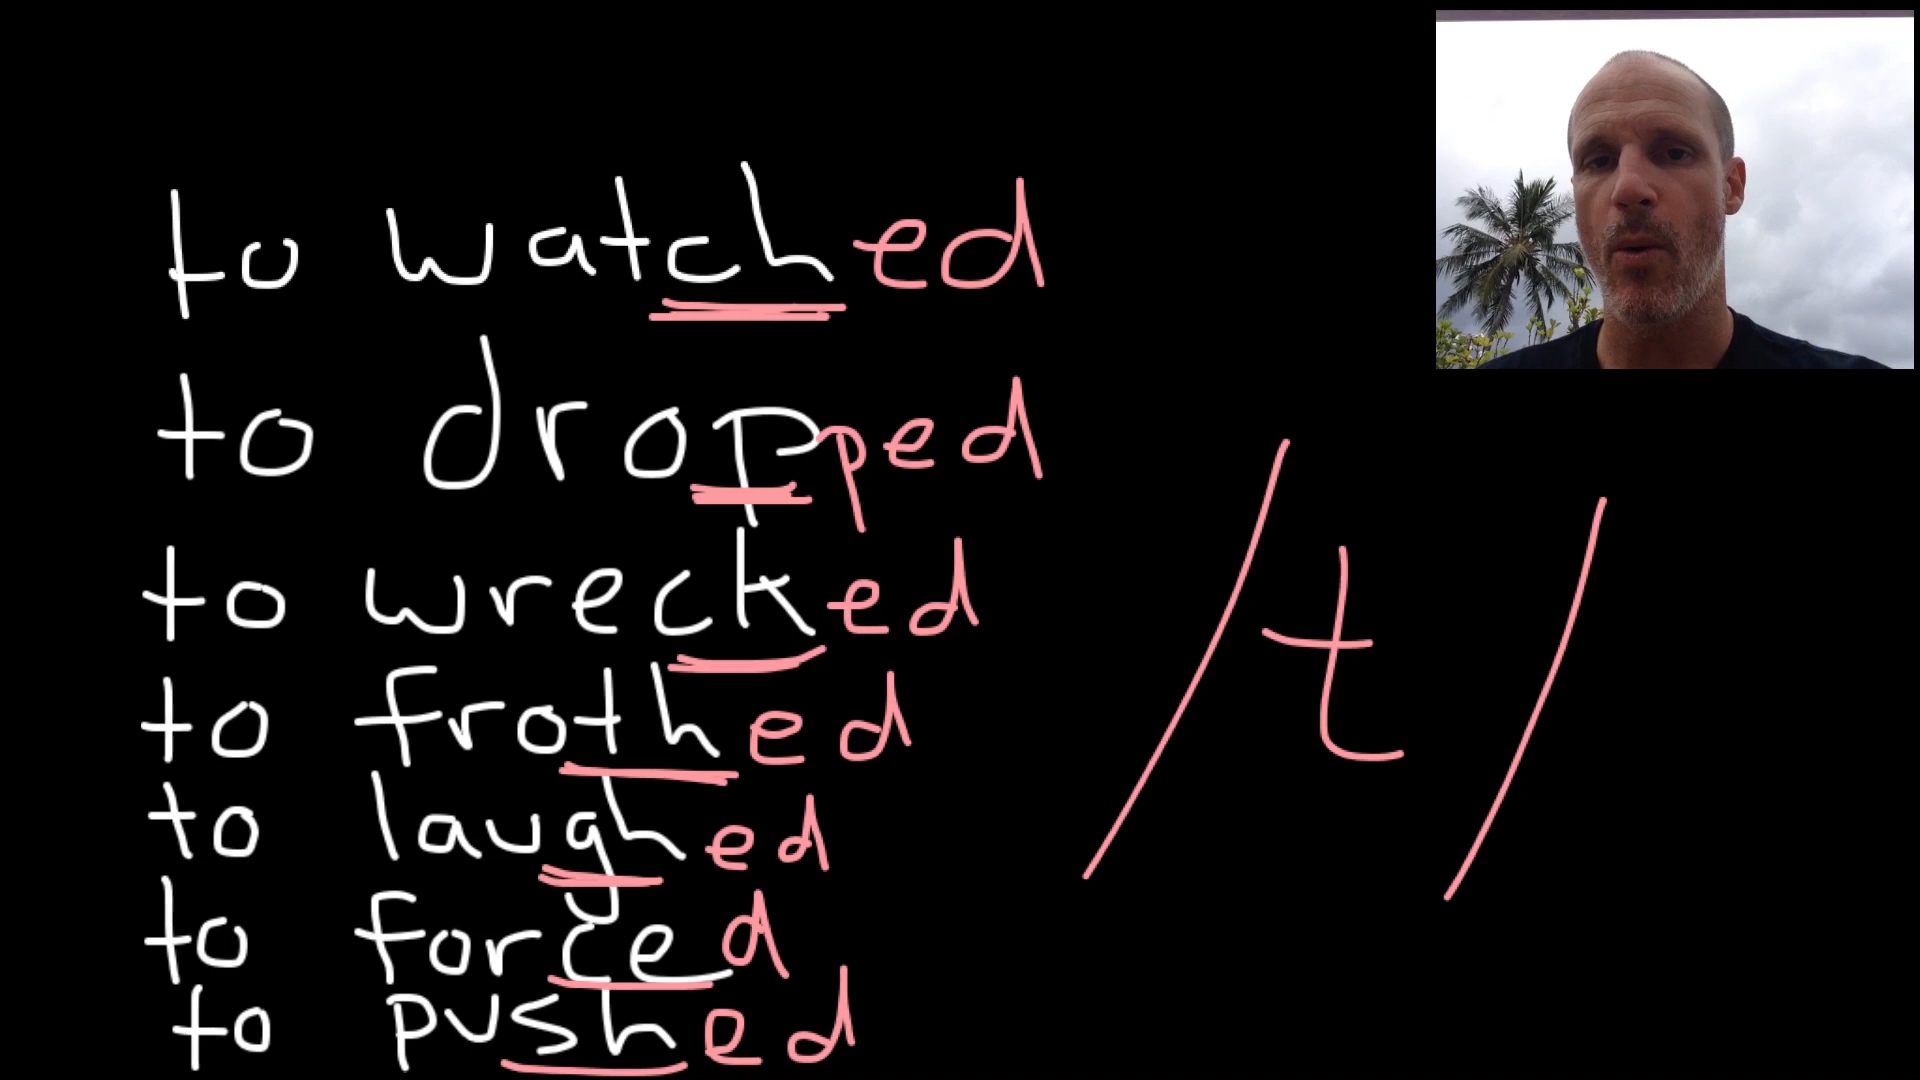 to watched
to dropped
to wrecked
to frothed
to laughed
to forced
to pushed
/t/